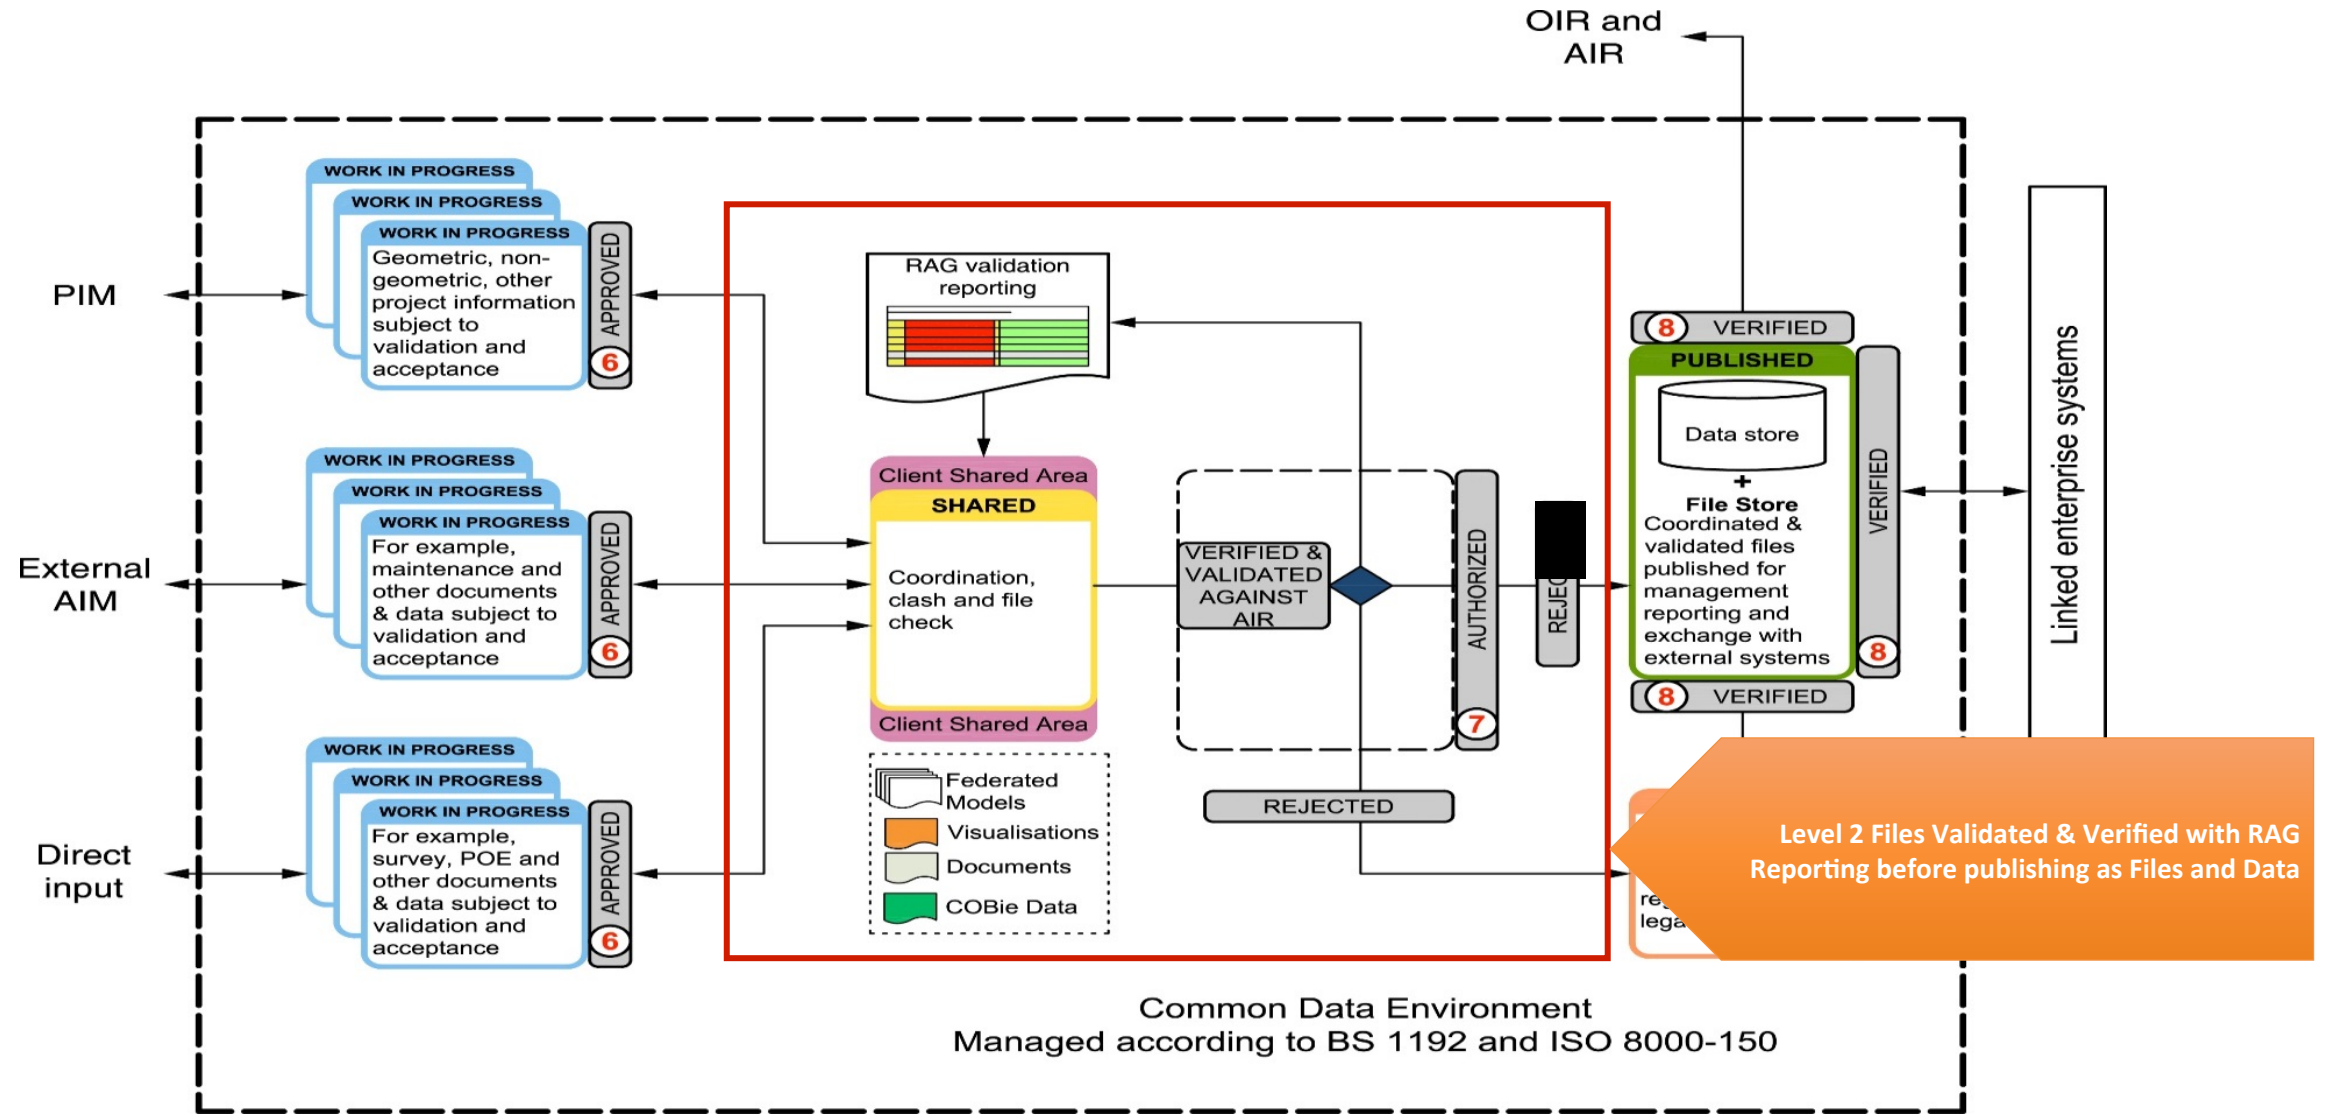 OIR and
AIR
PIM
WORK IN PROGRESS
WORK IN PROGRESS
WORK IN PROGRESS
Geometric, non-
geometric, other
project information
subject to
validation and
acceptance
APPROVED
6
External
AIM
WORK IN PROGRESS
WORK IN PROGRESS
WORK IN PROGRESS
For example,
maintenance and
other documents
& data subject to
validation and
acceptance
APPROVED
6
Direct
input
WORK IN PROGRESS
WORK IN PROGRESS
WORK IN PROGRESS
For example,
survey, POE and
other documents
& data subject to
validation and
acceptance
APPROVED
6
RAG validation
reporting
Client Shared Area
SHARED
Coordination,
clash and file
check
Client Shared Area
Federated
Models
Visualisations
Documents
COBie Data
VERIFIED &
VALIDATED
AGAINST
AIR
AUTHORIZED
7
REJECTED
8 VERIFIED
PUBLISHED
Data store
+
File Store
Coordinated &
validated files
published for
management
reporting and
exchange with
external systems
VERIFIED
8
8 VERIFIED
Linked enterprise systems
Level 2 Files Validated & Verified with RAG
Reporting before publishing as Files and Data
Common Data Environment
Managed according to BS 1192 and ISO 8000-150